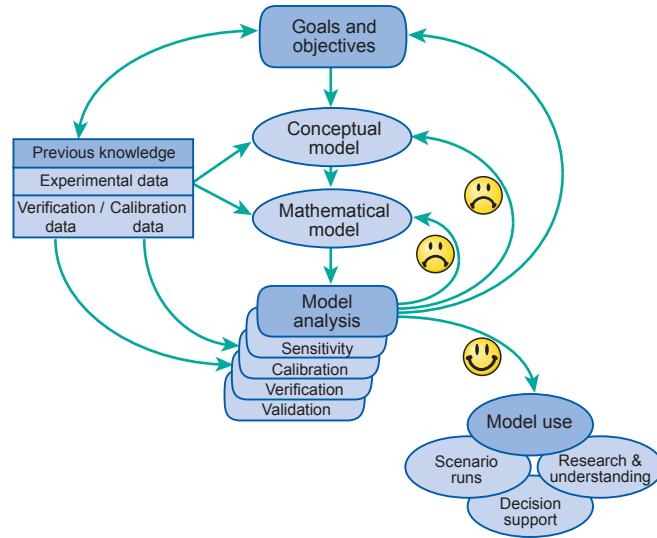 Goals and
objectives
Conceptual
model
Previous knowledge
Experimental data
Verification / Calibration
data data
Mathematical
model
Model
analysis
Sensitivity
Calibration
Verification
Validation
Model use
Scenario
runs
Research &
understanding
Decision
support